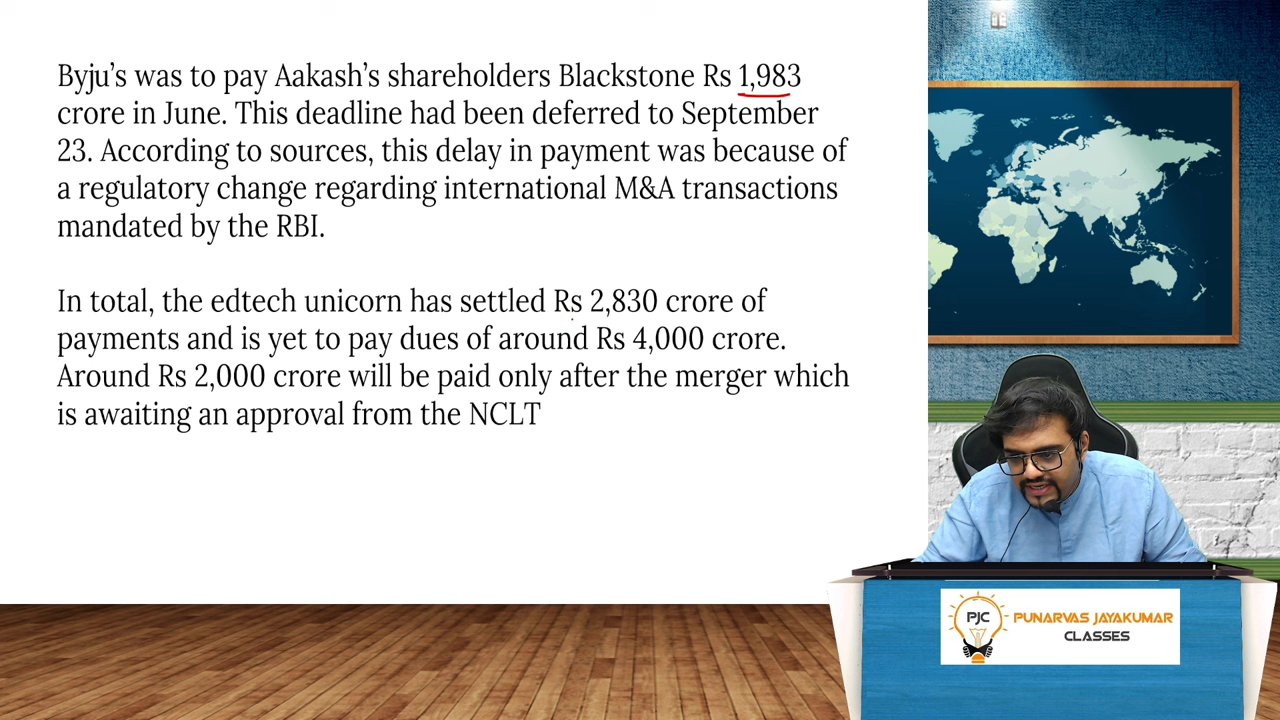 Byju’s was to pay Aakash’s shareholders Blackstone Rs 1,983
crore in June. This deadline had been deferred to September
23. According to sources, this delay in payment was because of
a regulatory change regarding international M&A transactions
mandated by the RBI.
In total, the edtech unicorn has settled Rs 2,830 crore of
payments and is yet to pay dues of around Rs 4,000 crore.
Around Rs 2,000 crore will be paid only after the merger which
is awaiting an approval from the NCLT
PJC
PUNARVAS JAYAKUMAR
CLASSES